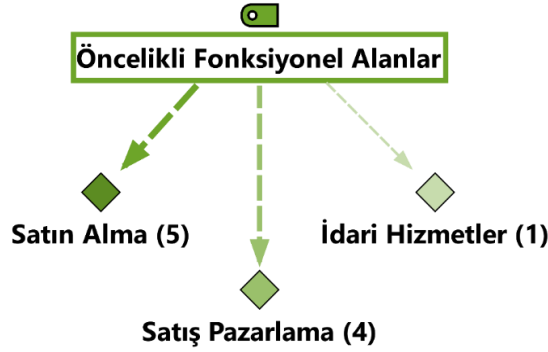 Öncelikli Fonksiyonel Alanlar
Satın Alma (5)
İdari Hizmetler (1)
Satış Pazarlama (4)